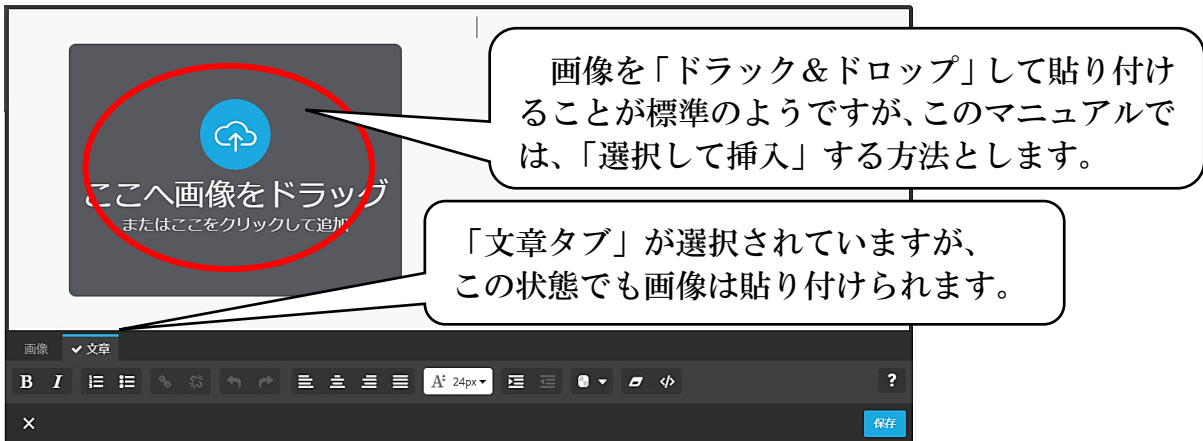 画像を「ドラック＆ドロップ」して貼り付け
ることが標準のようですが、このマニュアルで
は、「選択して挿入」する方法とします。
ここへ画像をドラッグ
またはここをクリックして追加
「文章タブ」が選択されていますが、
この状態でも画像は貼り付けられます。
画像 文章
B I A 24px ?
× 保存